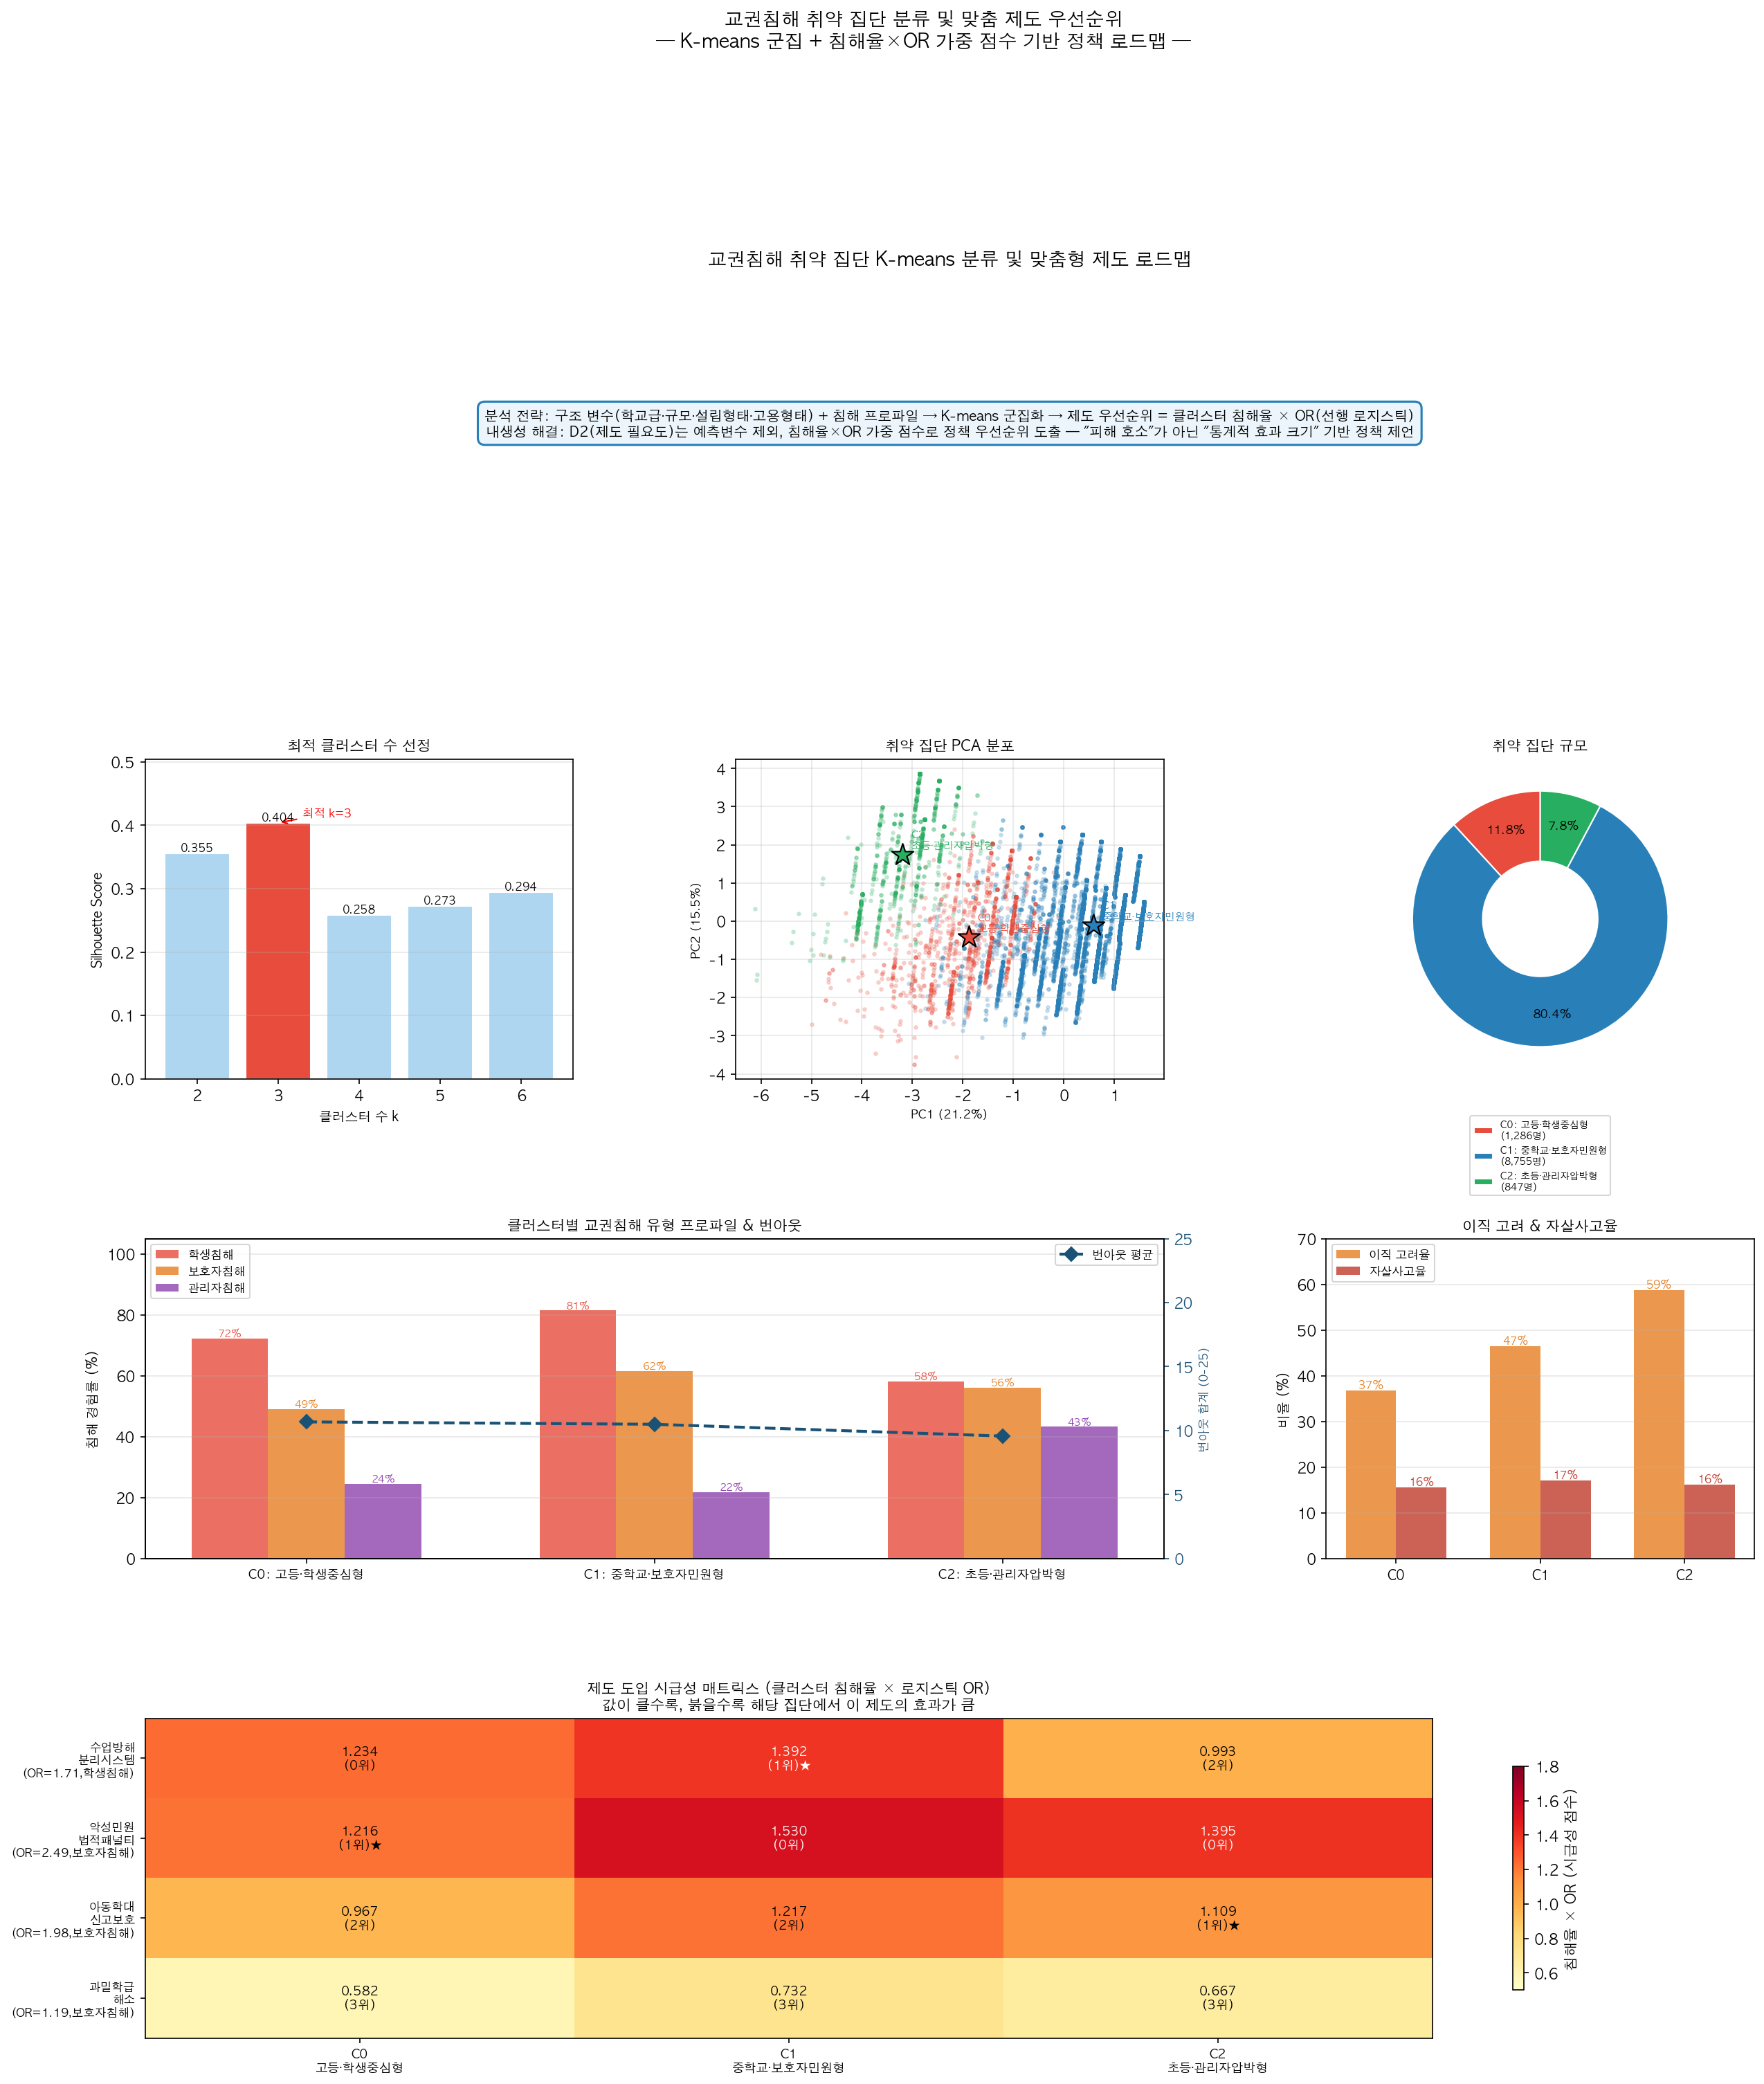 교권침해 취약 집단 분류 및 맞춤 제도 우선순위
— K-means 군집 + 침해율×OR 가중 점수 기반 정책 로드맵 —
교권침해 취약 집단 K-means 분류 및 맞춤형 제도 로드맵
분석 전략: 구조 변수(학교급·규모·설립형태·고용형태) + 침해 프로파일 → K-means 군집화 → 제도 우선순위 = 클러스터 침해율 × OR(선행 로지스틱)
내생성 해결: D2(제도 필요도)는 예측변수 제외, 침해율×OR 가중 점수로 정책 우선순위 도출 — "피해 호소"가 아닌 "통계적 효과 크기" 기반 정책 제언
최적 클러스터 수 선정
Silhouette Score
0.5
0.4
0.3
0.2
0.1
0.0
0.355
0.404
최적 k=3
0.258
0.273
0.294
2 3 4 5 6
클러스터 수 k
취약 집단 PCA 분포
PC2 (15.5%)
4
3
2
1
0
-1
-2
-3
-4
초등·관리자압박형
C0
중학교·보호자민원형
-6 -5 -4 -3 -2 -1 0 1
PC1 (21.2%)
취약 집단 규모
11.8%
7.8%
80.4%
C0: 고등·학생중심형
(1,286명)
C1: 중학교·보호자민원형
(8,755명)
C2: 초등·관리자압박형
(847명)
클러스터별 교권침해 유형 프로파일 & 번아웃
침해 경험률 (%)
100
80
60
40
20
0
학생침해
보호자침해
관리자침해
번아웃 평균
72%
49%
24%
81%
62%
22%
58%
56%
43%
25
20
15
10
5
0
번아웃 합계 (0-25)
C0: 고등·학생중심형
C1: 중학교·보호자민원형
C2: 초등·관리자압박형
이직 고려 & 자살사고율
비율 (%)
70
60
50
40
30
20
10
0
이직 고려율
자살사고율
37%
16%
47%
17%
59%
16%
C0 C1 C2
제도 도입 시급성 매트릭스 (클러스터 침해율 × 로지스틱 OR)
값이 클수록, 붉을수록 해당 집단에서 이 제도의 효과가 큼
수업방해
분리시스템
(OR=1.71,학생침해)
1.234
(0위)
1.392
(1위)★
0.993
(2위)
악성민원
법적패널티
(OR=2.49,보호자침해)
1.216
(1위)★
1.530
(0위)
1.395
(0위)
아동학대
신고보호
(OR=1.98,보호자침해)
0.967
(2위)
1.217
(2위)
1.109
(1위)★
과밀학급
해소
(OR=1.19,보호자침해)
0.582
(3위)
0.732
(3위)
0.667
(3위)
C0
고등·학생중심형
C1
중학교·보호자민원형
C2
초등·관리자압박형
1.8
1.6
1.4
1.2
1.0
0.8
0.6
침해율 × OR (시급성 점수)